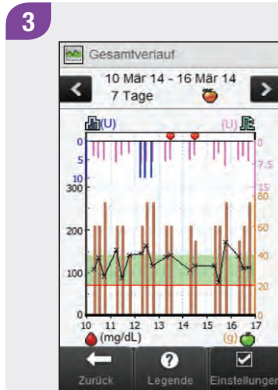 3
Gesamtverlauf
10 Mär 14 - 16 Mär 14
7 Tage
(U) (U)
0 0
5 7.5
10 15
300 80
200 60
40
100 20
0 0
10 11 12 13 14 15 16 17
(mg/dL) (g)
Zurück Legende Einstellungen